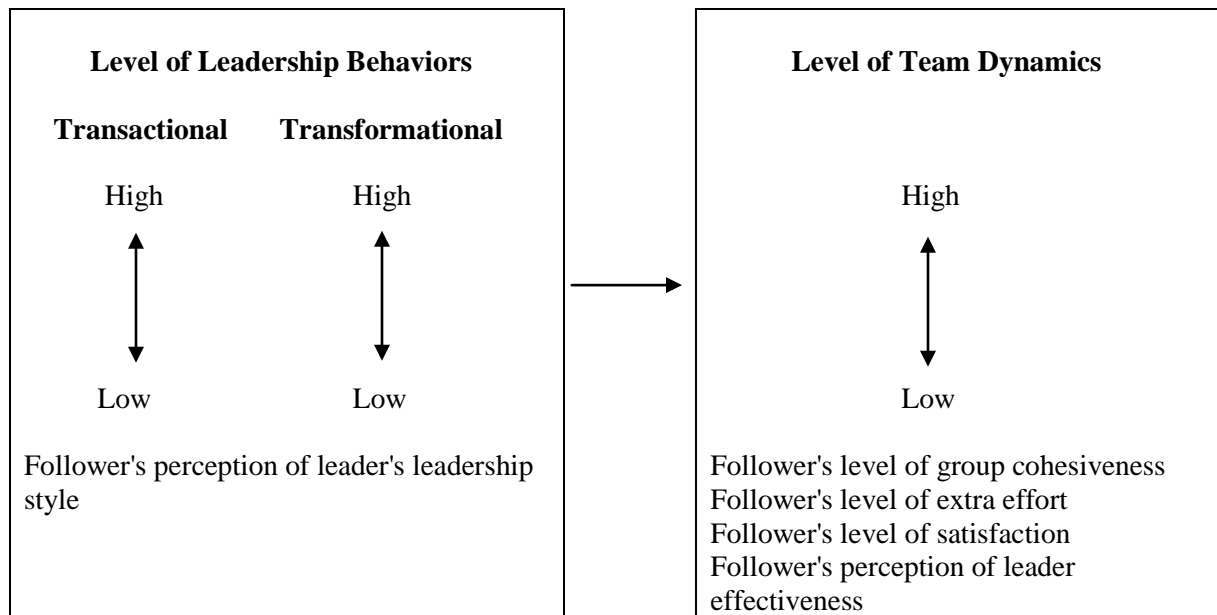 Level of Leadership Behaviors
Transactional Transformational
High High
Low Low
Follower's perception of leader's leadership
style
Level of Team Dynamics
High
Low
Follower's level of group cohesiveness
Follower's level of extra effort
Follower's level of satisfaction
Follower's perception of leader
effectiveness